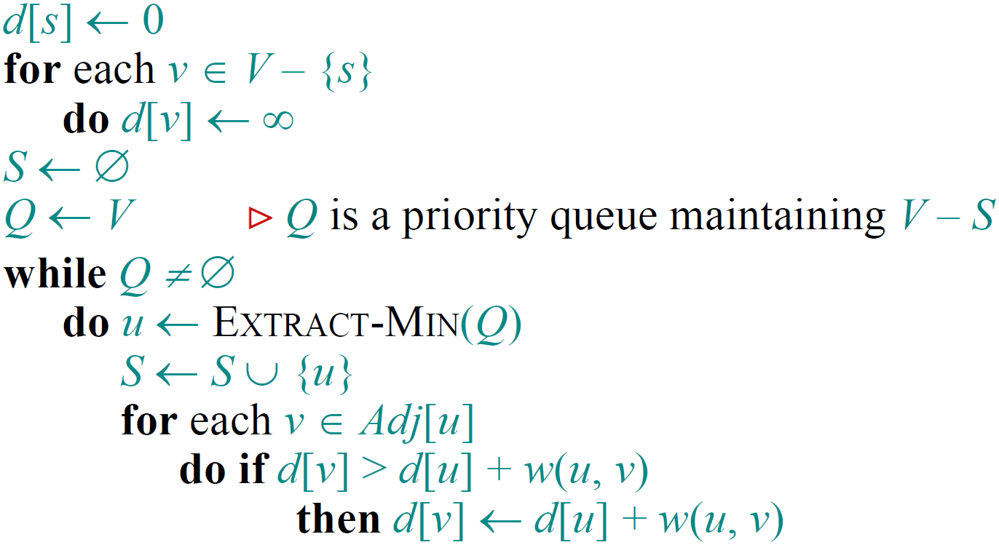 d[s] ← 0
for each v ∈ V – {s}
do d[v] ← ∞
S ← ∅
Q ← V ▷ Q is a priority queue maintaining V – S
while Q ≠ ∅
do u ← EXTRACT-MIN(Q)
S ← S ∪ {u}
for each v ∈ Adj[u]
do if d[v] > d[u] + w(u, v)
then d[v] ← d[u] + w(u, v)